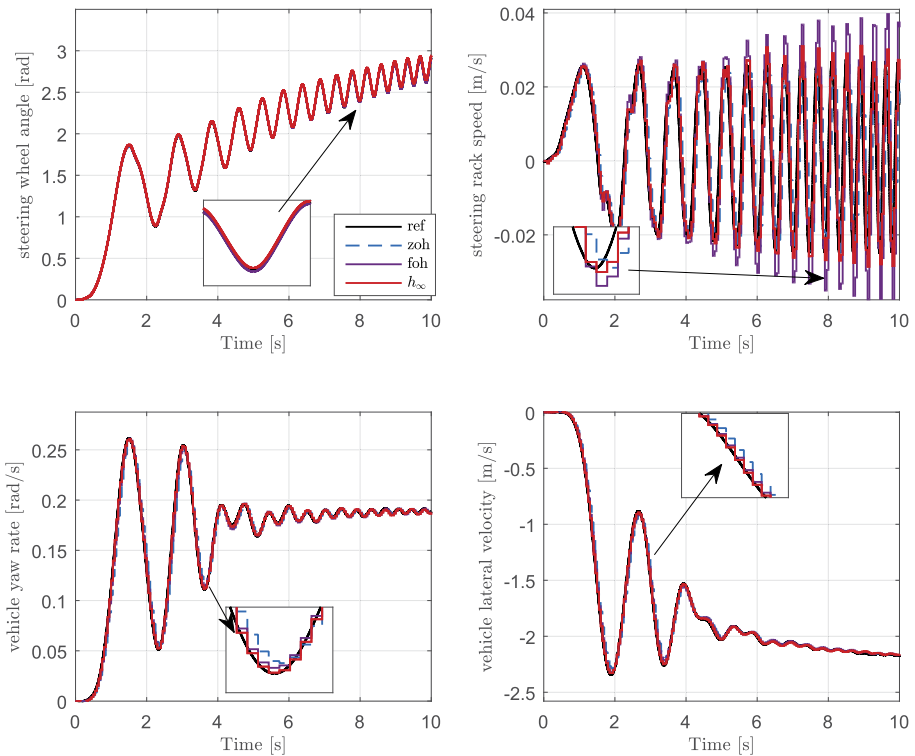 steering wheel angle [rad]
3
2.5
2
1.5
1
0.5
0
0 2 4 6 8 10
Time [s]
ref
zoh
foh
h∞
steering rack speed [m/s]
0.04
0.02
0
-0.02
0 2 4 6 8 10
Time [s]
vehicle yaw rate [rad/s]
0.25
0.2
0.15
0.1
0.05
0
0 2 4 6 8 10
Time [s]
vehicle lateral velocity [m/s]
0
-0.5
-1
-1.5
-2
-2.5
0 2 4 6 8 10
Time [s]